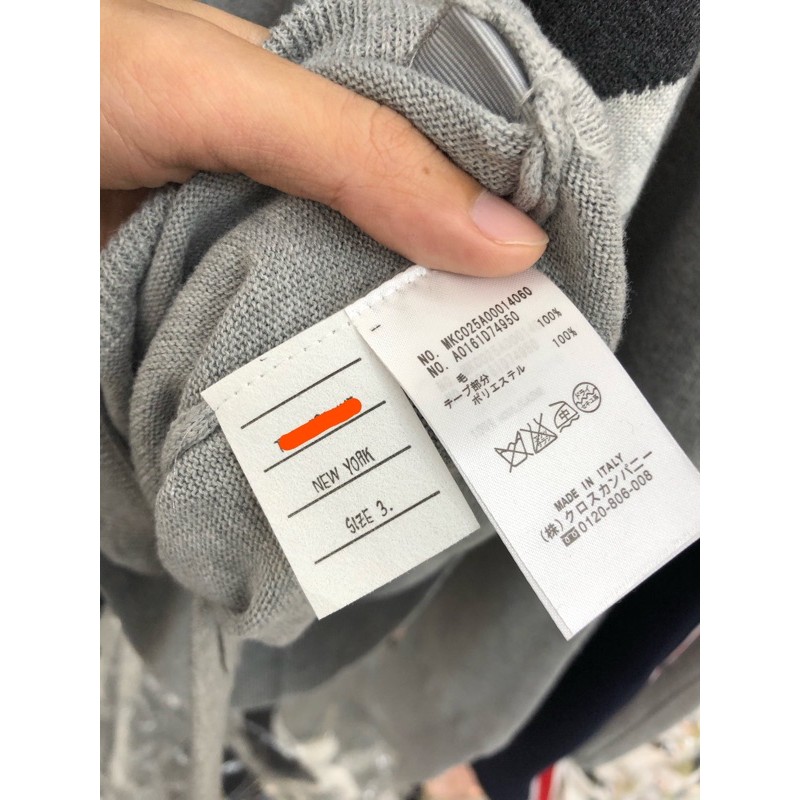 NEW YORK
SIZE 3.
NO. MKC025A00014060
NO. A0161D74950
毛 100%
テープ部分
ポリエステル 100%
MADE IN ITALY
(株)クロスカンパニー
0120-806-008